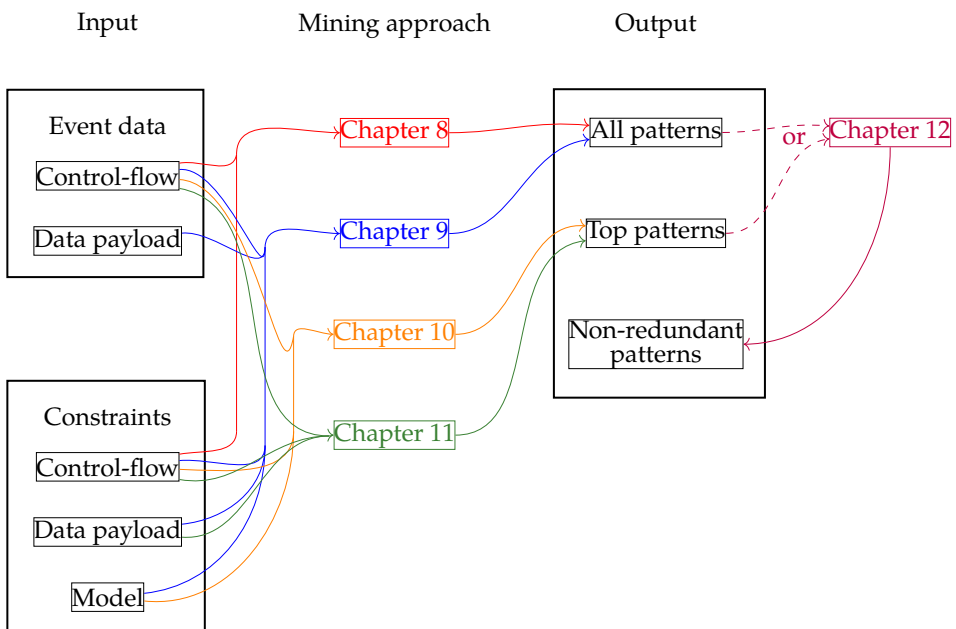 Input
Mining approach
Output
Event data
Control-flow
Data payload
Constraints
Control-flow
Data payload
Model
Chapter 8
Chapter 9
Chapter 10
Chapter 11
All patterns
Top patterns
Non-redundant
patterns
or
Chapter 12